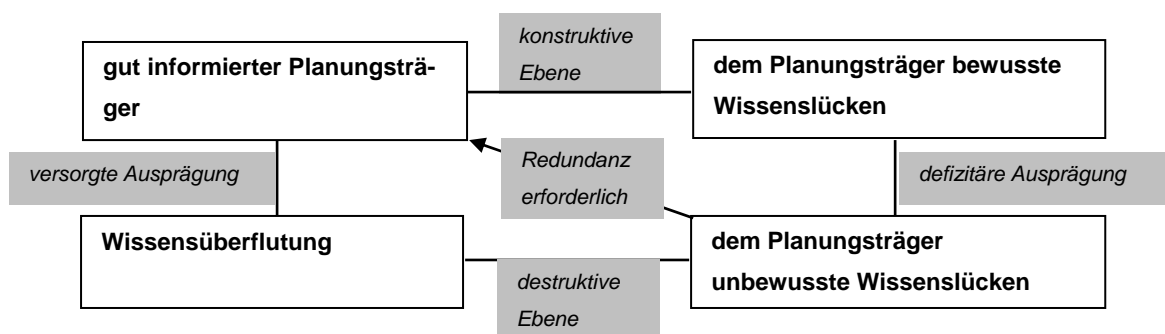 konstruktive
Ebene
gut informierter Planungsträ-
ger
dem Planungsträger bewusste
Wissenslücken
versorgte Ausprägung
Redundanz
erforderlich
defizitäre Ausprägung
Wissensüberflutung
dem Planungsträger
unbewusste Wissenslücken
destruktive
Ebene